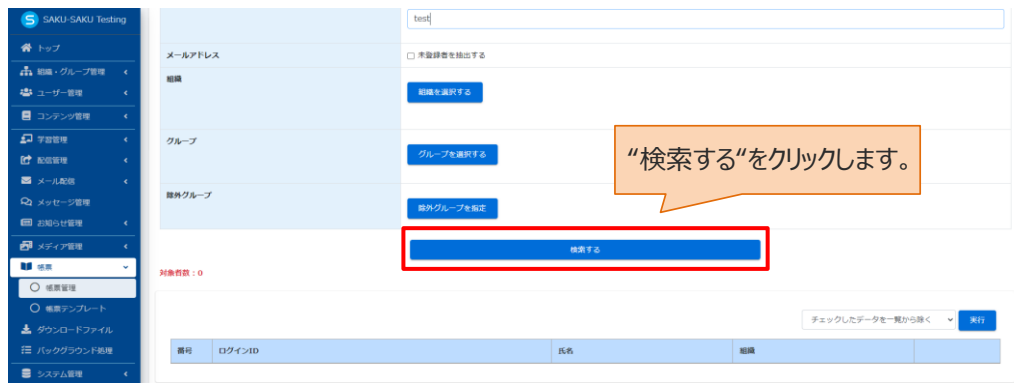 SAKU-SAKU Testing
トップ
組織・グループ管理
ユーザー管理
コンテンツ管理
学習管理
配信管理
メール配信
メッセージ管理
お知らせ管理
メディア管理
帳票
帳票管理
帳票テンプレート
ダウンロードファイル
バックグラウンド処理
システム管理
test
メールアドレス
未登録者を抽出する
組織
組織を選択する
グループ
グループを選択する
除外グループ
除外グループを指定
“検索する“をクリックします。
検索する
対象者数：0
チェックしたデータを一覧から除く
実行
番号 ログインID 氏名 組織